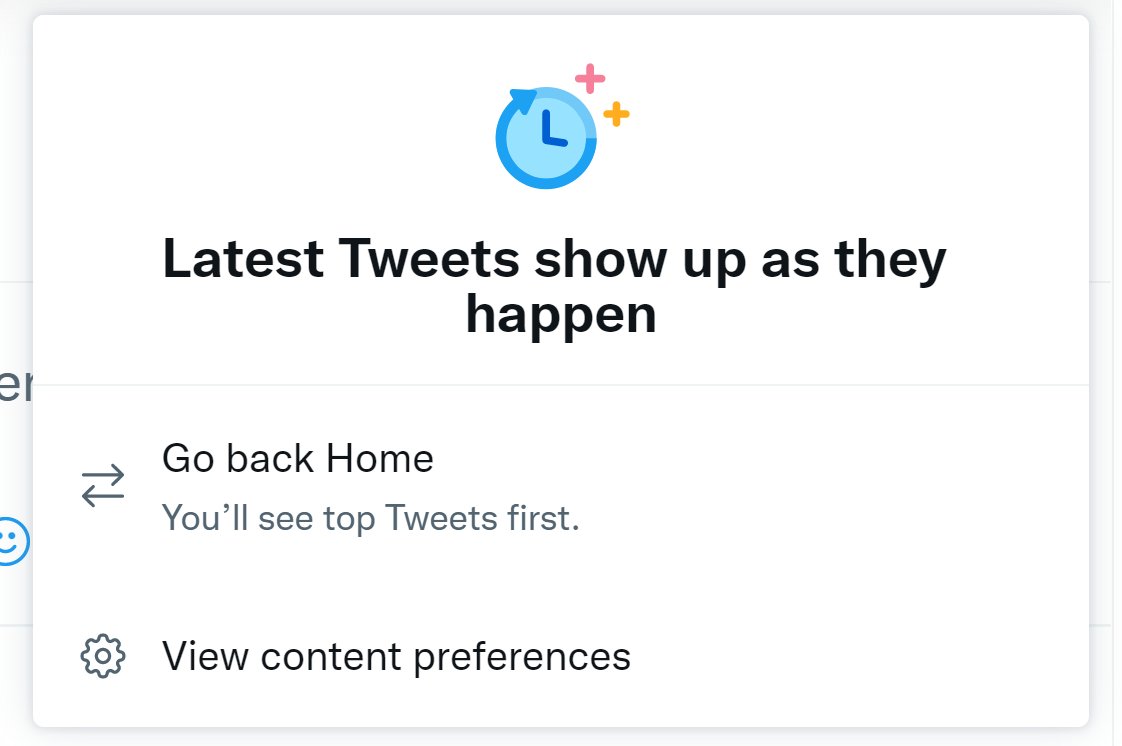 Latest Tweets show up as they
happen
er
Go back Home
You’ll see top Tweets first.
View content preferences